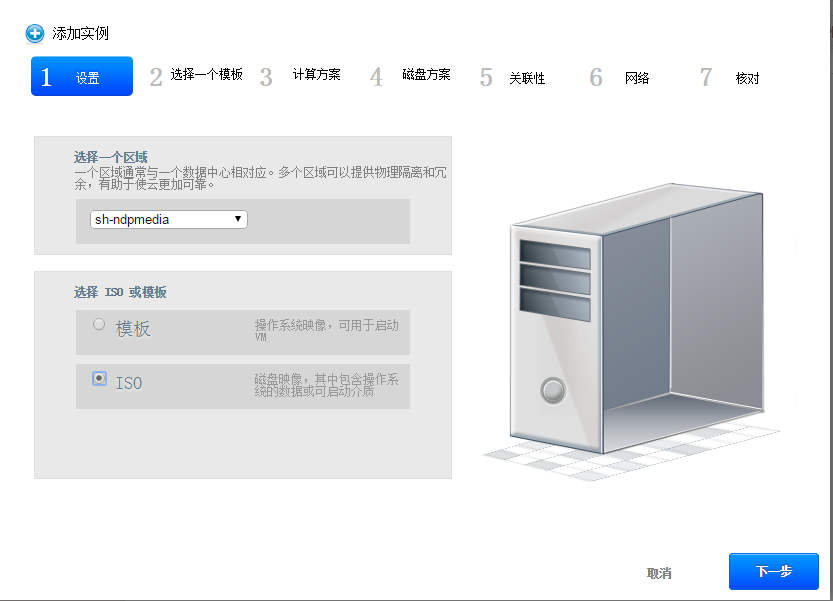 添加实例
1 设置 2 选择一个模板 3 计算方案 4 磁盘方案 5 关联性 6 网络 7 核对
选择一个区域
一个区域通常与一个数据中心相对应。多个区域可以提供物理隔离和冗
余，有助于使云更加可靠。
sh-ndpmedia
选择 ISO 或模板
模板
操作系统映像，可用于启动
VM
ISO
磁盘映像，其中包含操作系
统的数据或可启动介质
取消
下一步